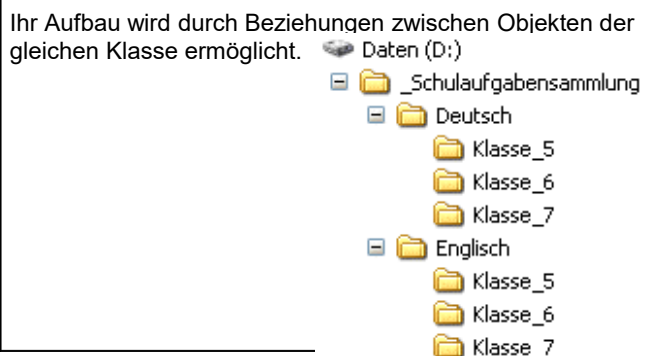 Ihr Aufbau wird durch Beziehungen zwischen Objekten der
gleichen Klasse ermöglicht.
Daten (D:)
_Schulaufgabensammlung
Deutsch
Klasse_5
Klasse_6
Klasse_7
Englisch
Klasse_5
Klasse_6
Klasse_7